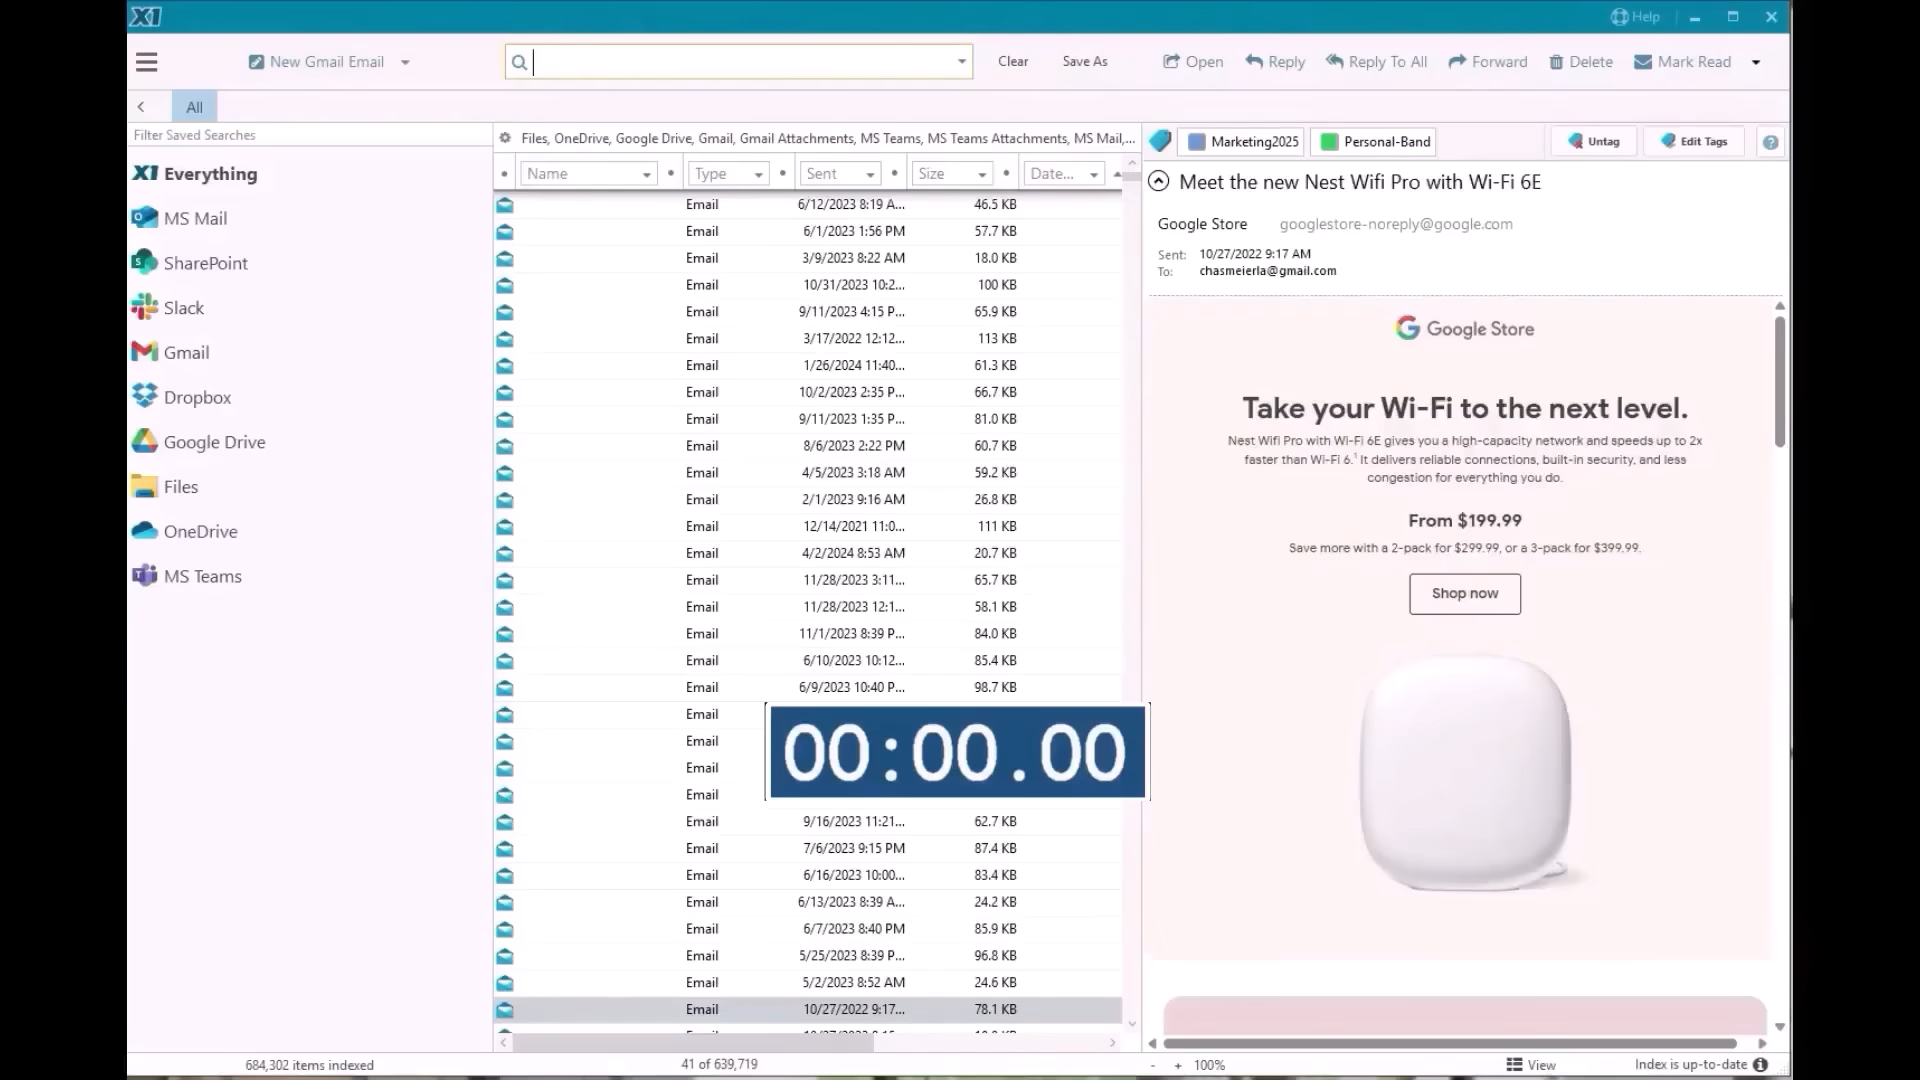 X1
Help
New Gmail Email
Clear
Save As
Open
Reply
Reply To All
Forward
Delete
Mark Read
All
Filter Saved Searches
X1 Everything
MS Mail
SharePoint
Slack
Gmail
Dropbox
Google Drive
Files
OneDrive
MS Teams
Files, OneDrive, Google Drive, Gmail, Gmail Attachments, MS Teams, MS Teams Attachments, MS Mail,...
Name Type Sent Size Date...
Email 6/12/2023 8:19 A... 46.5 KB
Email 6/1/2023 1:56 PM 57.7 KB
Email 3/9/2023 8:22 AM 18.0 KB
Email 10/31/2023 10:2... 100 KB
Email 9/11/2023 4:15 P... 65.9 KB
Email 3/17/2022 12:12... 113 KB
Email 1/26/2024 11:40... 61.3 KB
Email 10/2/2023 2:35 P... 66.7 KB
Email 9/11/2023 1:35 P... 81.0 KB
Email 8/6/2023 2:22 PM 60.7 KB
Email 4/5/2023 3:18 AM 59.2 KB
Email 2/1/2023 9:16 AM 26.8 KB
Email 12/14/2021 11:0... 111 KB
Email 4/2/2024 8:53 AM 20.7 KB
Email 11/28/2023 3:11... 65.7 KB
Email 11/28/2023 12:1... 58.1 KB
Email 11/1/2023 8:39 P... 84.0 KB
Email 6/10/2023 10:12... 85.4 KB
Email 6/9/2023 10:40 P... 98.7 KB
Email
Email
Email
Email
00:00.00
Email 9/16/2023 11:21... 62.7 KB
Email 7/6/2023 9:15 PM 87.4 KB
Email 6/16/2023 10:00... 83.4 KB
Email 6/13/2023 8:39 A... 24.2 KB
Email 6/7/2023 8:40 PM 85.9 KB
Email 5/25/2023 8:39 P... 96.8 KB
Email 5/2/2023 8:52 AM 24.6 KB
Email 10/27/2022 9:17... 78.1 KB
Marketing2025
Personal-Band
Untag
Edit Tags
Meet the new Nest Wifi Pro with Wi-Fi 6E
Google Store googlestore-noreply@google.com
Sent: 10/27/2022 9:17 AM
To: chasmeierla@gmail.com
Google Store
Take your Wi-Fi to the next level.
Nest Wifi Pro with Wi-Fi 6E gives you a high-capacity network and speeds up to 2x
faster than Wi-Fi 6.¹ It delivers reliable connections, built-in security, and less
congestion for everything you do.
From $199.99
Save more with a 2-pack for $299.99, or a 3-pack for $399.99.
Shop now
684,302 items indexed
41 of 639,719
- + 100%
View
Index is up-to-date